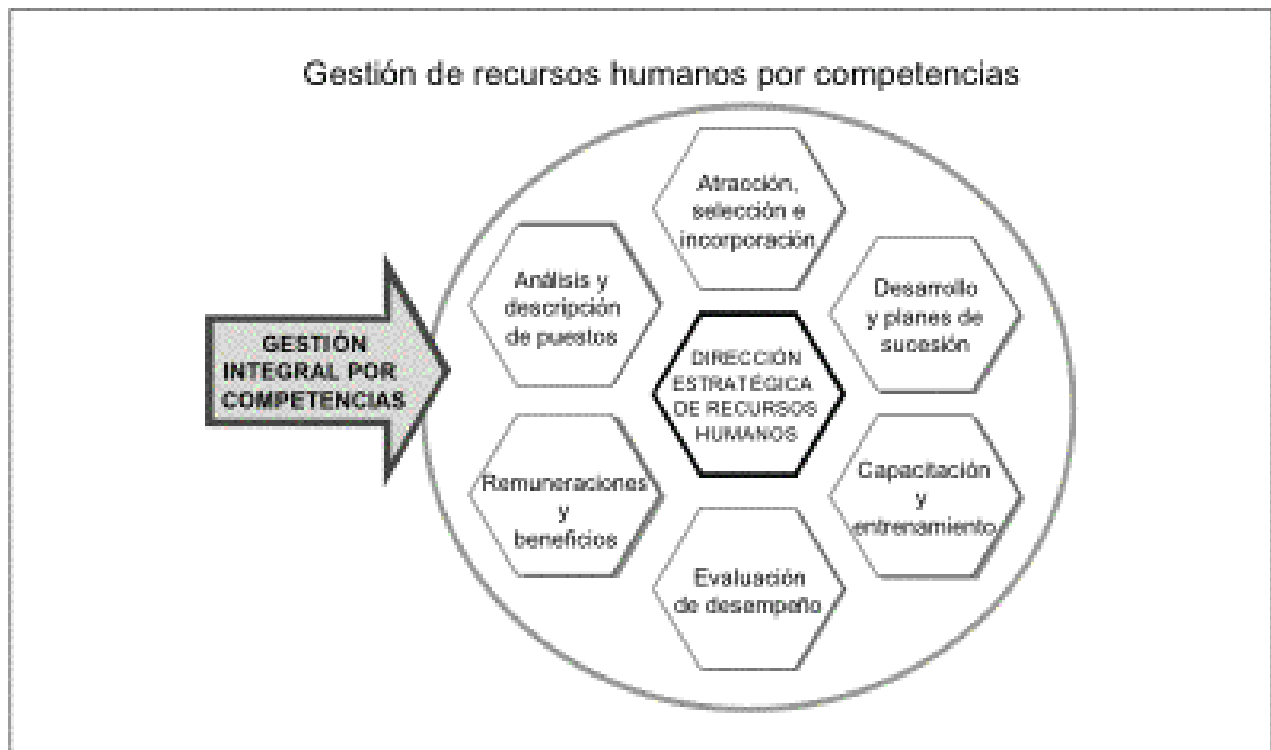 Gestión de recursos humanos por competencias
Atracción,
selección e
incorporación
Análisis y
descripción
de puestos
Desarrollo
y planes de
sucesión
GESTIÓN
INTEGRAL POR
COMPETENCIAS
DIRECCIÓN
ESTRATÉGICA
DE RECURSOS
HUMANOS
Remuneraciones
y
beneficios
Capacitación
y
entrenamiento
Evaluación
de desempeño